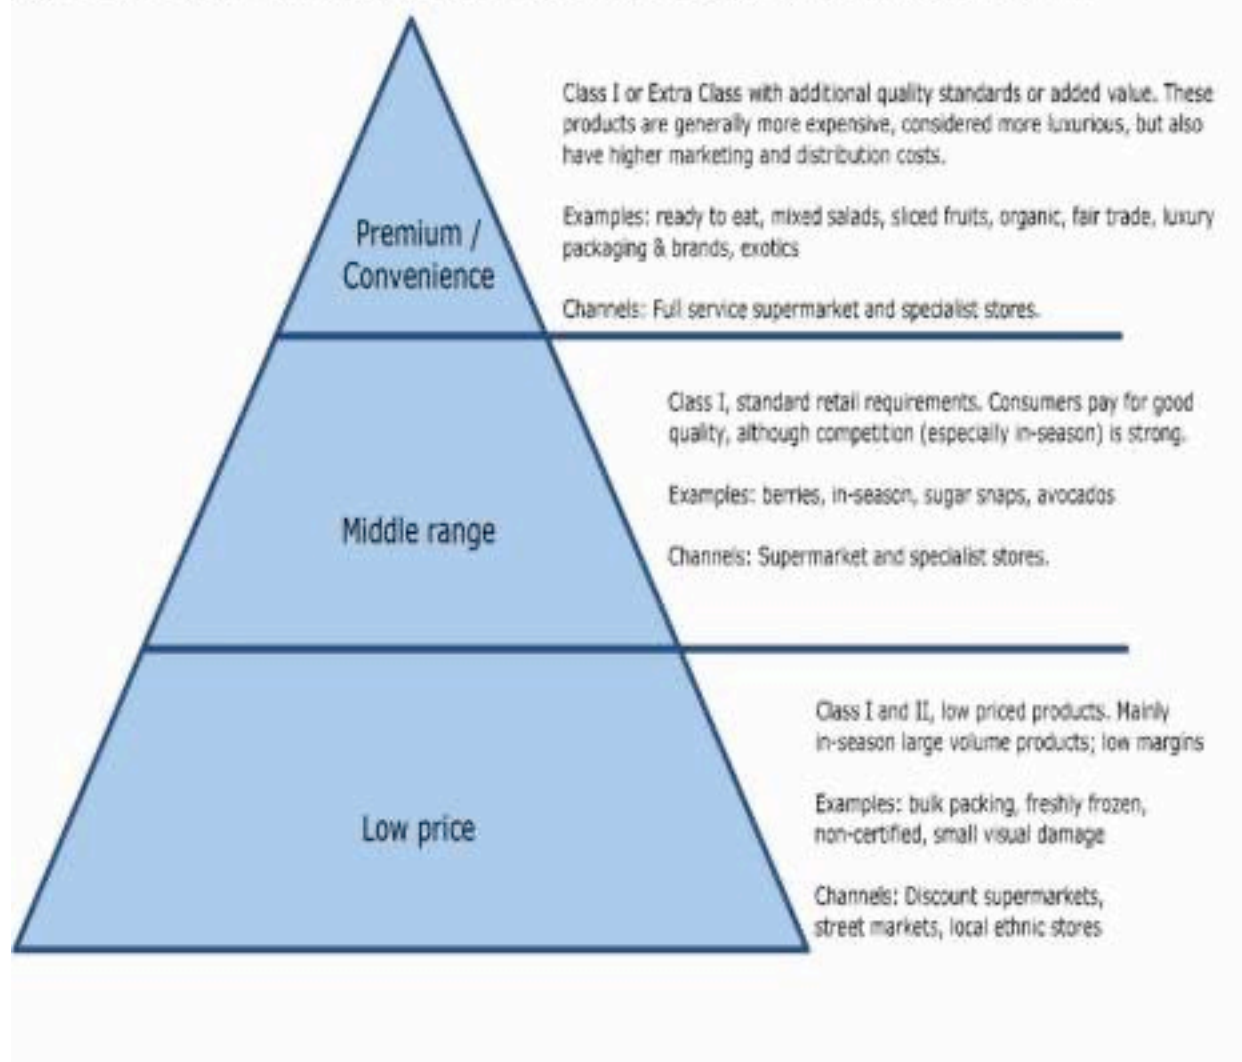 Class I or Extra Class with additional quality standards or added value. These
products are generally more expensive, considered more luxurious, but also
have higher marketing and distribution costs.
Examples: ready to eat, mixed salads, sliced fruits, organic, fair trade, luxury
packaging & brands, exotics
Channels: Full service supermarket and specialist stores.
Premium /
Convenience
Class I, standard retail requirements. Consumers pay for good
quality, although competition (especially in-season) is strong.
Examples: berries, in-season, sugar snaps, avocados
Channels: Supermarket and specialist stores.
Middle range
Class I and II, low priced products. Mainly
in-season large volume products; low margins
Examples: bulk packing, freshly frozen,
non-certified, small visual damage
Channels: Discount supermarkets,
street markets, local ethnic stores
Low price